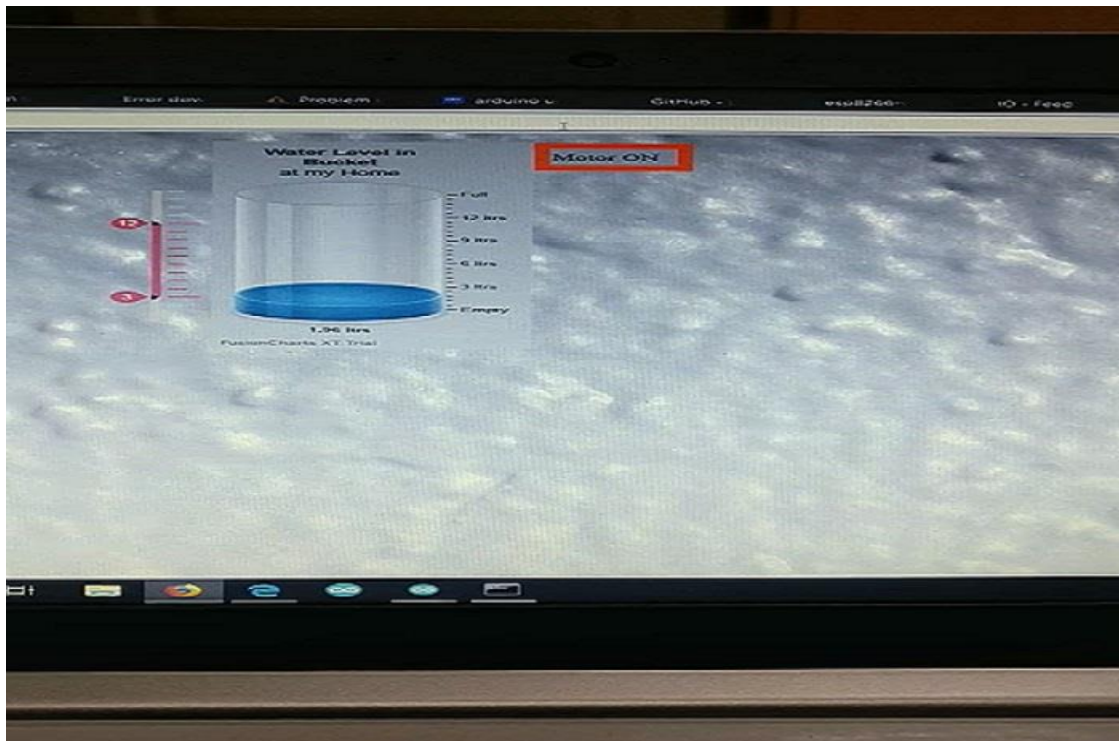 Error
Problem
arduino
GitHub -
esp8266
IO - Feed
Water Level in
Bucket
at my Home
Motor ON
Full
12
12 ltrs
9 ltrs
6 ltrs
3
3 ltrs
Empty
1.96 ltrs
FusionCharts XT Trial